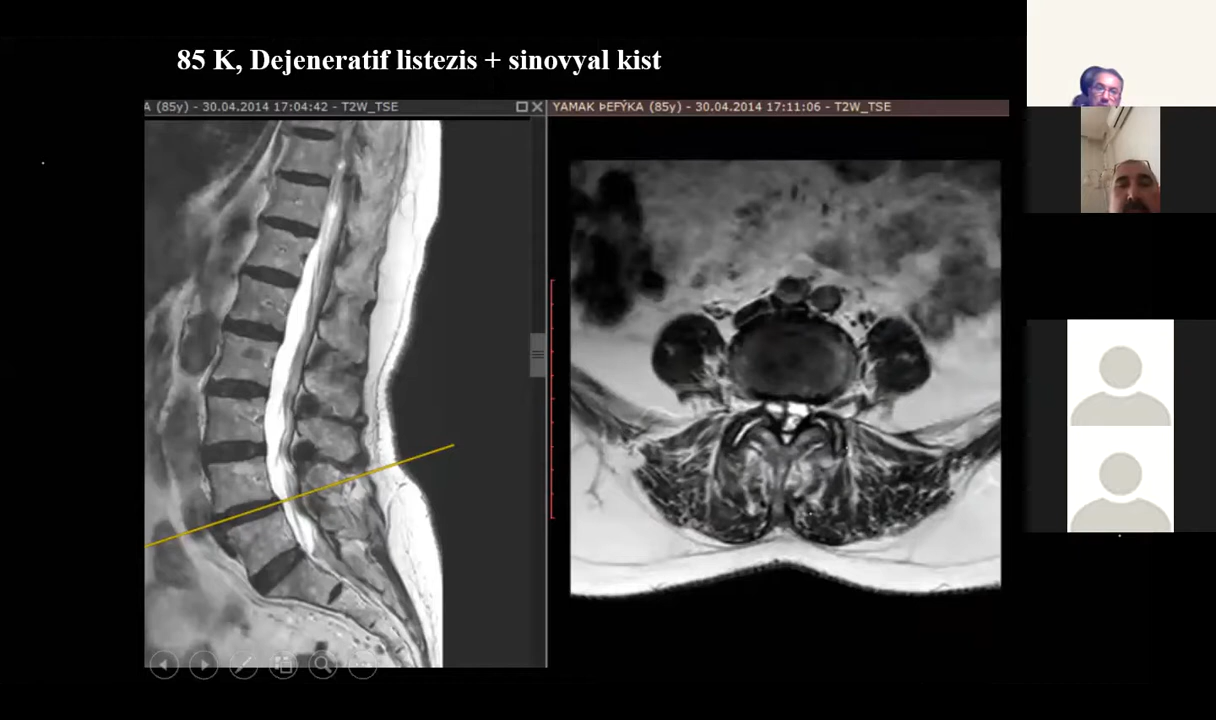 85 K, Dejeneratif listezis + sinovyal kist
A (85y) - 30.04.2014 17:04:42 - T2W_TSE
YAMAK ÞEFÝKA (85y) - 30.04.2014 17:11:06 - T2W_TSE